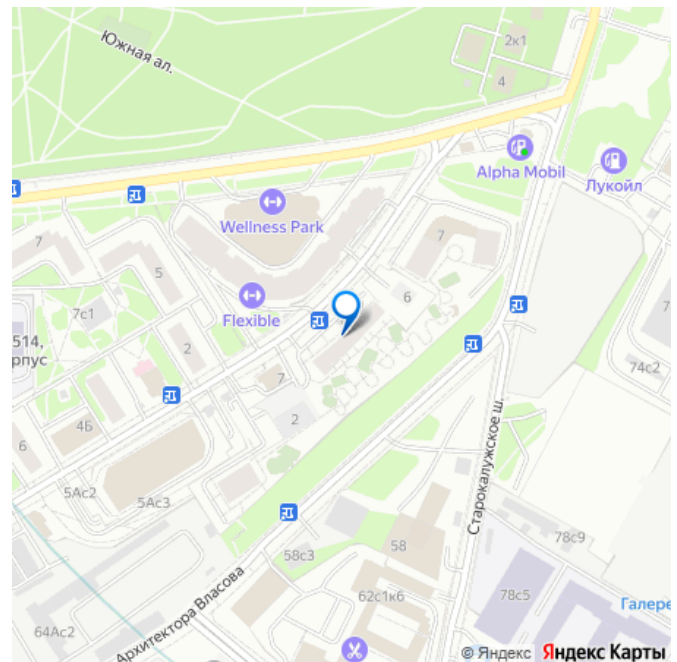 Южная ал.
2к1
4
Alpha Mobil
Лукойл
Wellness Park
7
7
5
6
7с1
Flexible
514,
рпус
2
7
74с2
4Б
2
6
5Ас2
5Ас3
Старокалужское ш.
58с3
58
78с9
62с1к6
78с5
Галере
64Ас2
Архитектора Власова
© Яндекс Яндекс Карты